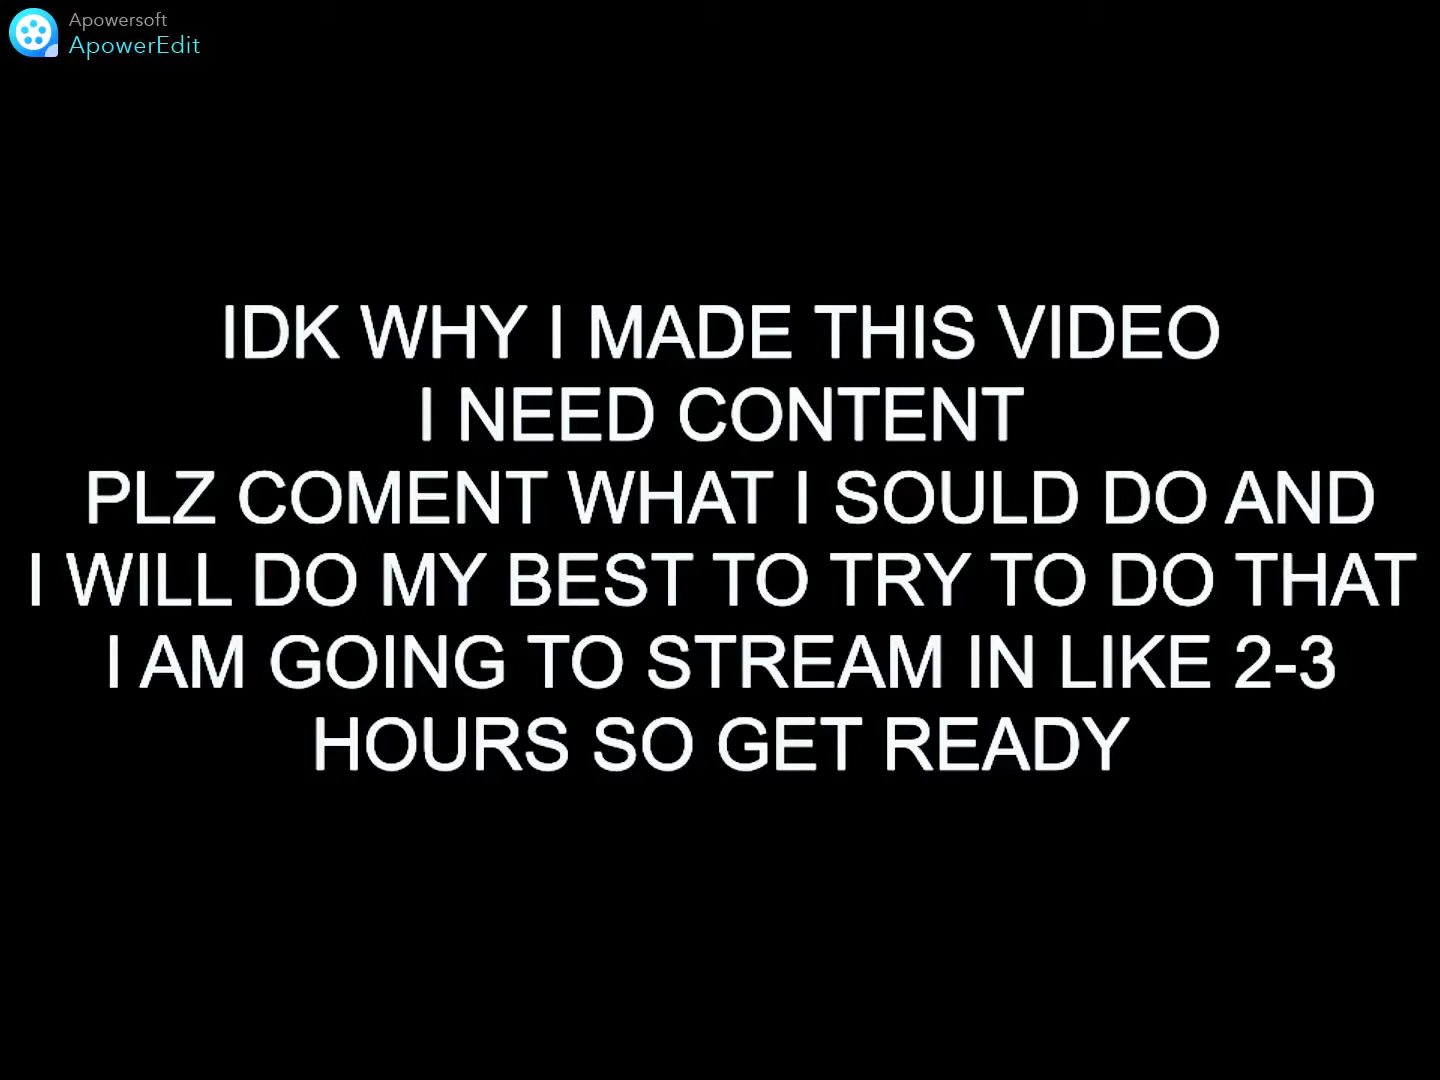 Apowersoft
ApowerEdit
IDK WHY I MADE THIS VIDEO
I NEED CONTENT
PLZ COMENT WHAT I SOULD DO AND
I WILL DO MY BEST TO TRY TO DO THAT
I AM GOING TO STREAM IN LIKE 2-3
HOURS SO GET READY